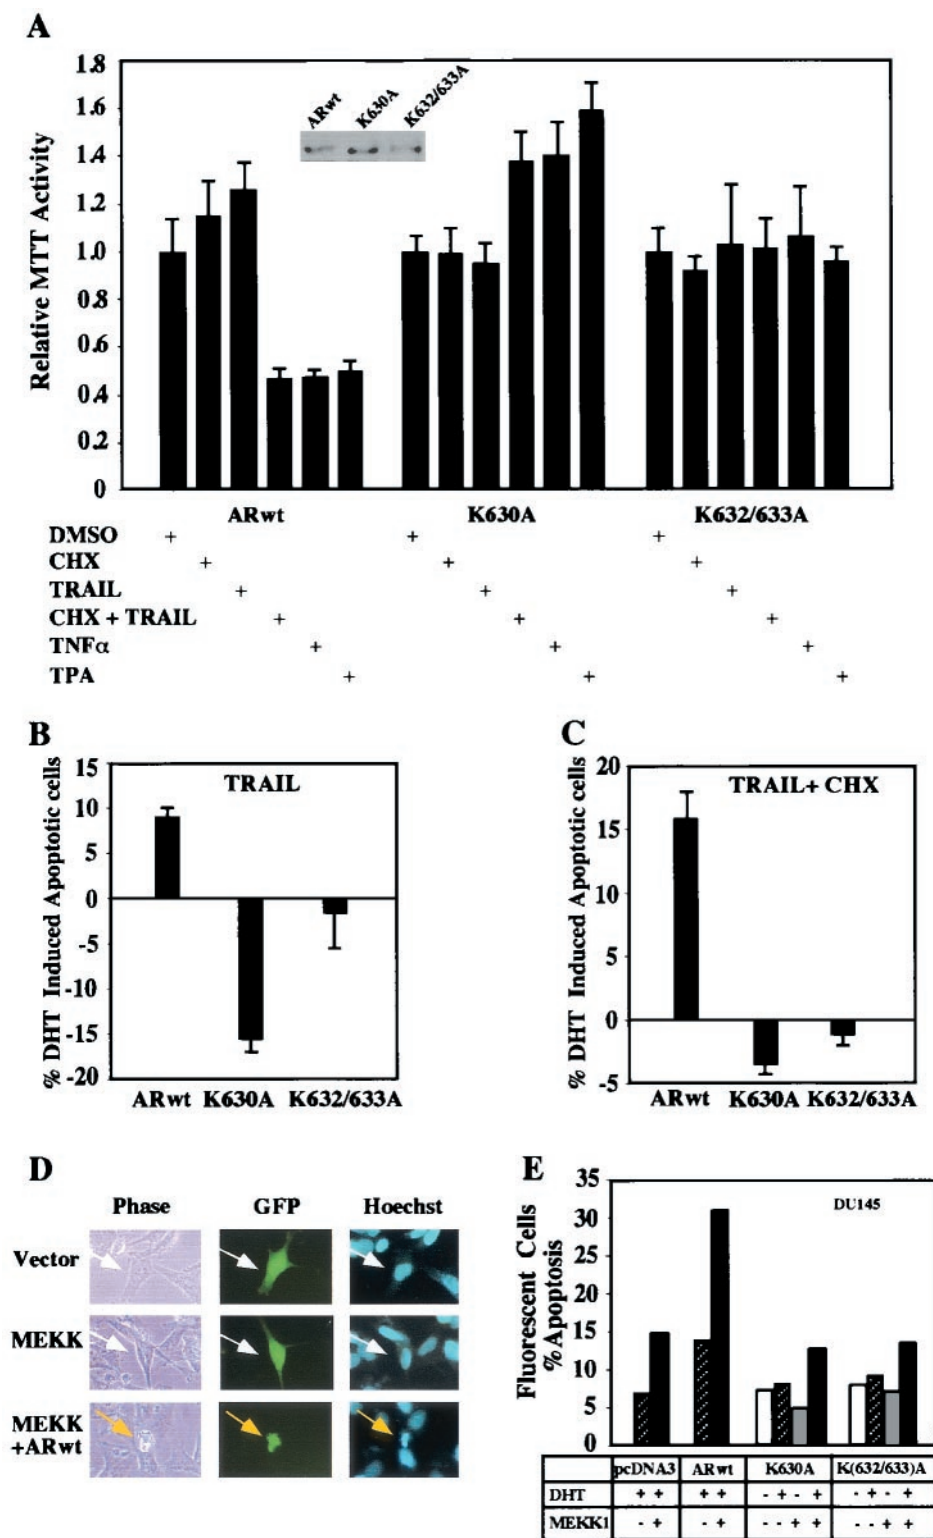 A
1.8
1.6
1.4
1.2
1.0
0.8
0.6
0.4
0.2
0
Relative MTT Activity
ARwt
K630A
K632/633A
ARwt
K630A
K632/633A
DMSO + + +
CHX + + +
TRAIL + + +
CHX + TRAIL + + +
TNFα + + +
TPA + + +
B
15
10
5
0
-5
-10
-15
-20
% DHT Induced Apoptotic cells
TRAIL
ARwt K630A K632/633A
C
20
15
10
5
0
-5
% DHT Induced Apoptotic cells
TRAIL+ CHX
ARwt K630A K632/633A
D
Phase GFP Hoechst
Vector
MEKK
MEKK
+ARwt
E
35
30
25
20
15
10
5
0
Fluorescent Cells
%Apoptosis
DU145
pcDNA3 ARwt K630A K(632/633)A
DHT + + + + - + - + - + - +
MEKK1 - + - + - - + + - - + +